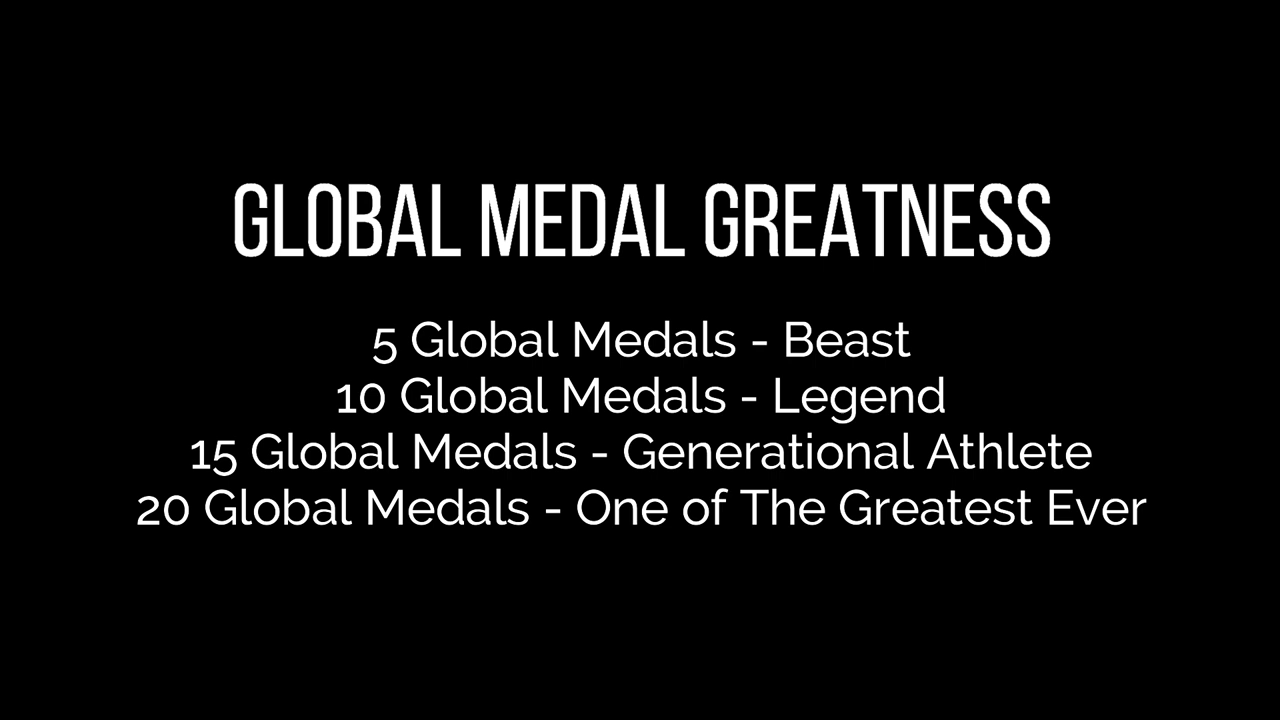 GLOBAL MEDAL GREATNESS
5 Global Medals - Beast
10 Global Medals - Legend
15 Global Medals - Generational Athlete
20 Global Medals - One of The Greatest Ever